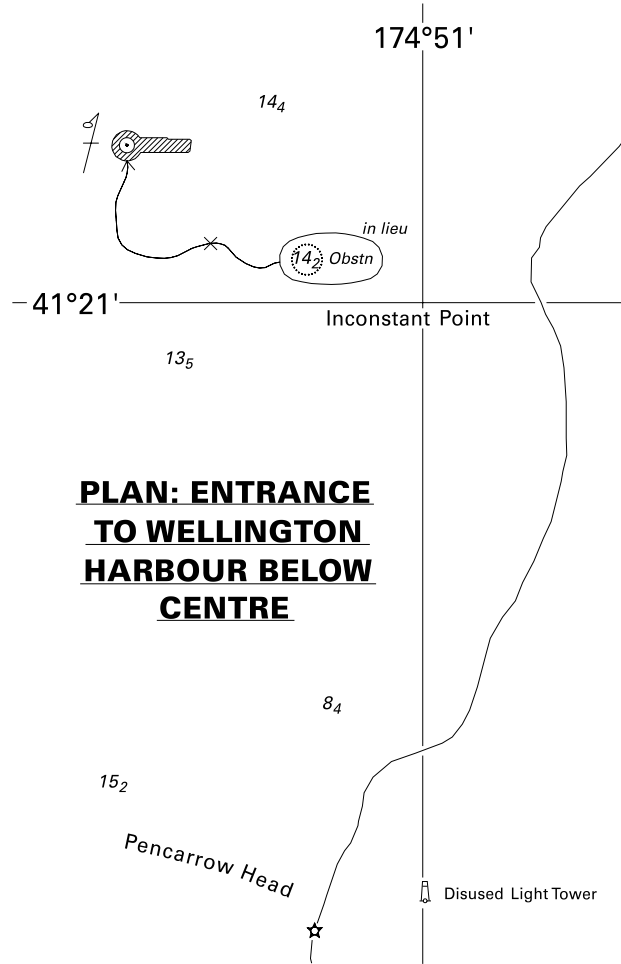 174°51'
14₄
in lieu
14₂ Obstn
41°21'
Inconstant Point
13₅
PLAN: ENTRANCE
TO WELLINGTON
HARBOUR BELOW
CENTRE
8₄
15₂
Pencarrow Head
Disused Light Tower